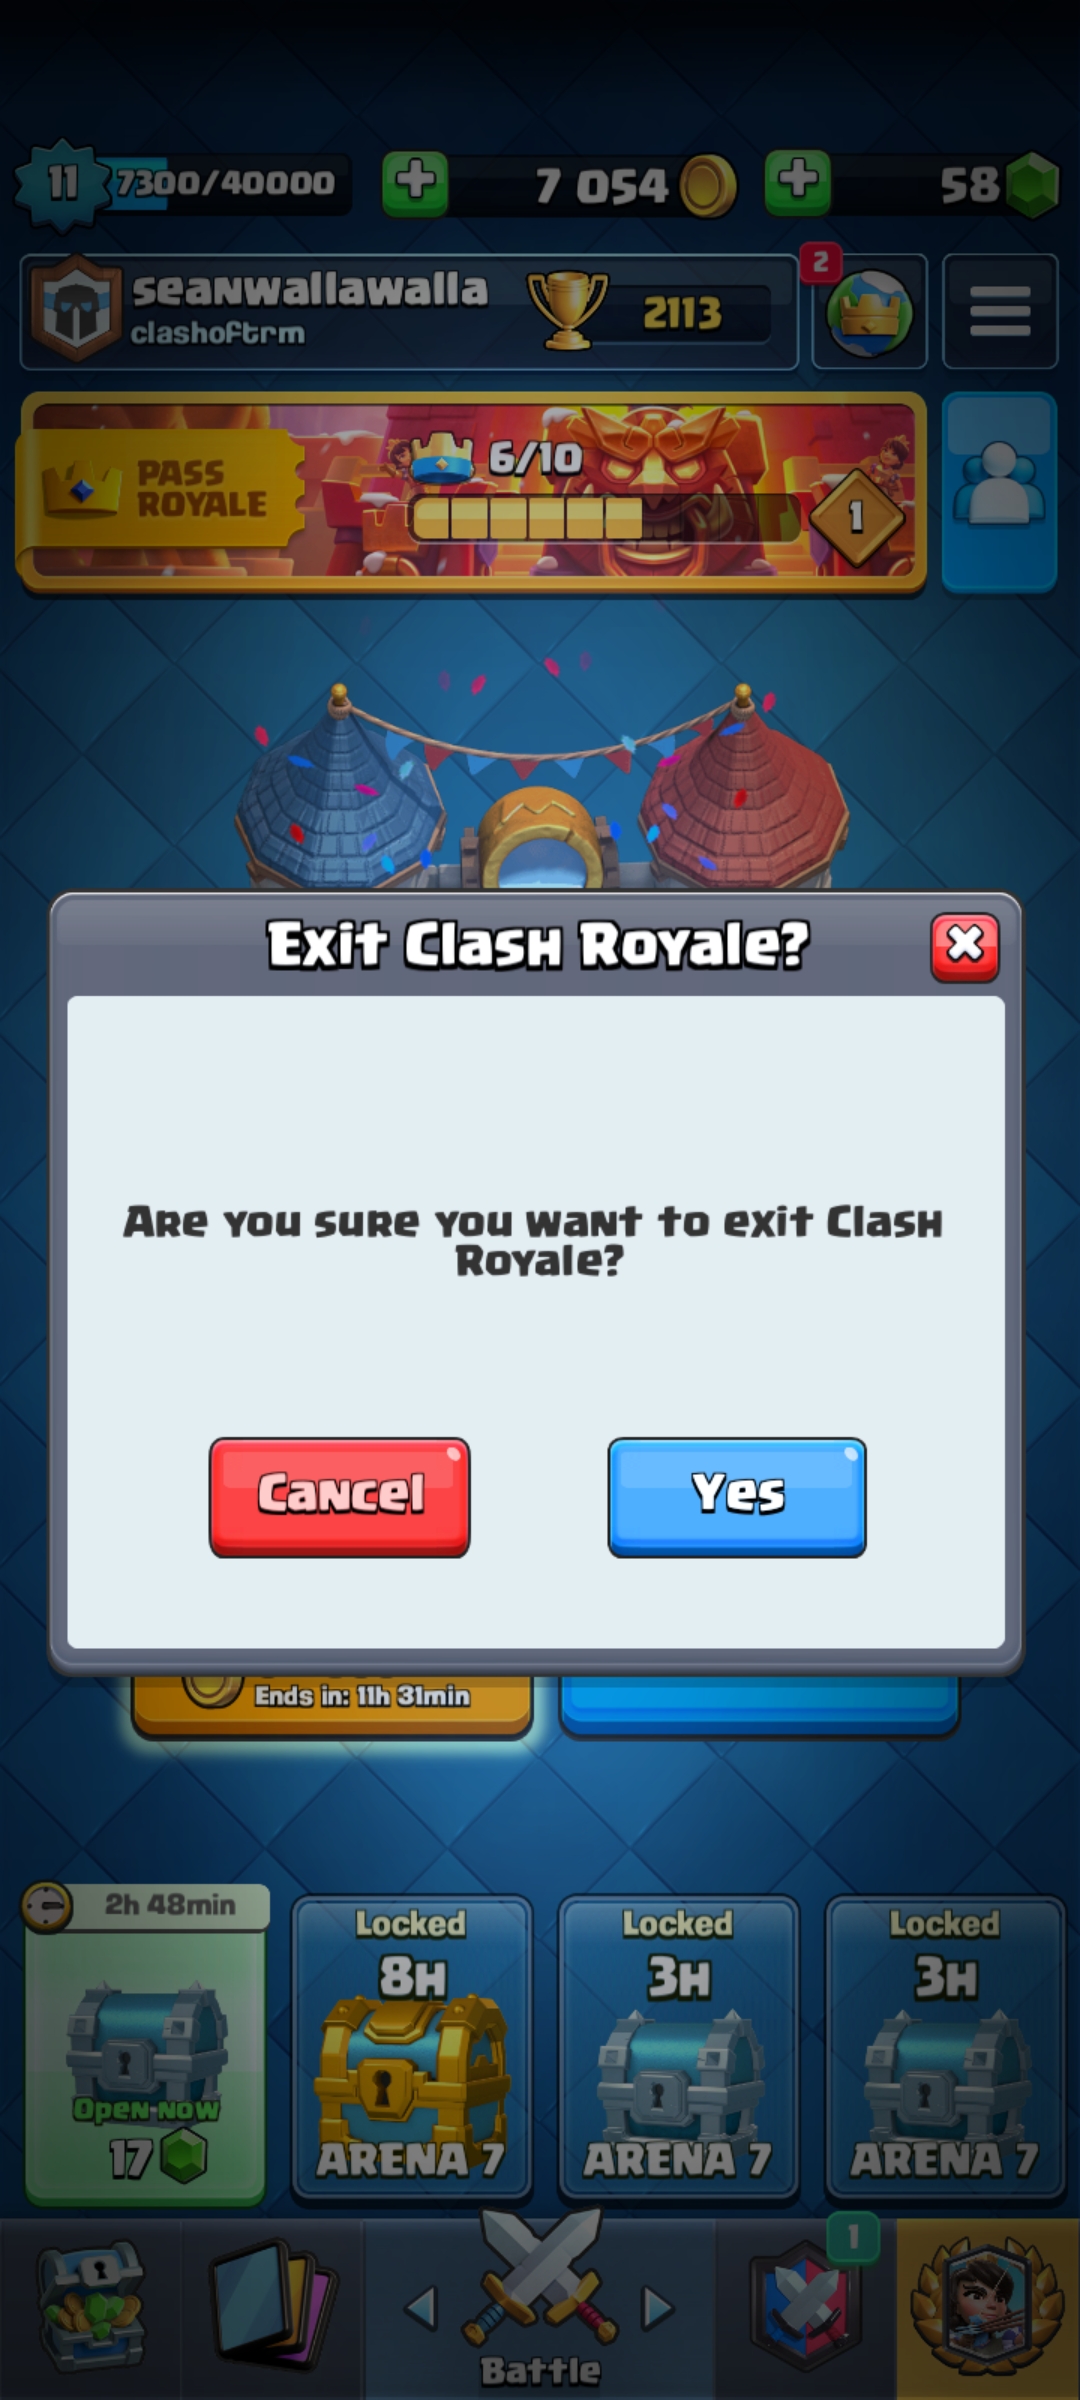 11
7300/40000
7 054
58
seanwallawalla
clashoftrm
2113
2
PASS
ROYALE
6/10
1
Exit Clash Royale?
Are you sure you want to exit Clash
Royale?
Cancel
Yes
Ends in: 11h 31min
2h 48min
Open now
17
Locked
8H
ARENA 7
Locked
3H
ARENA 7
Locked
3H
ARENA 7
1
Battle